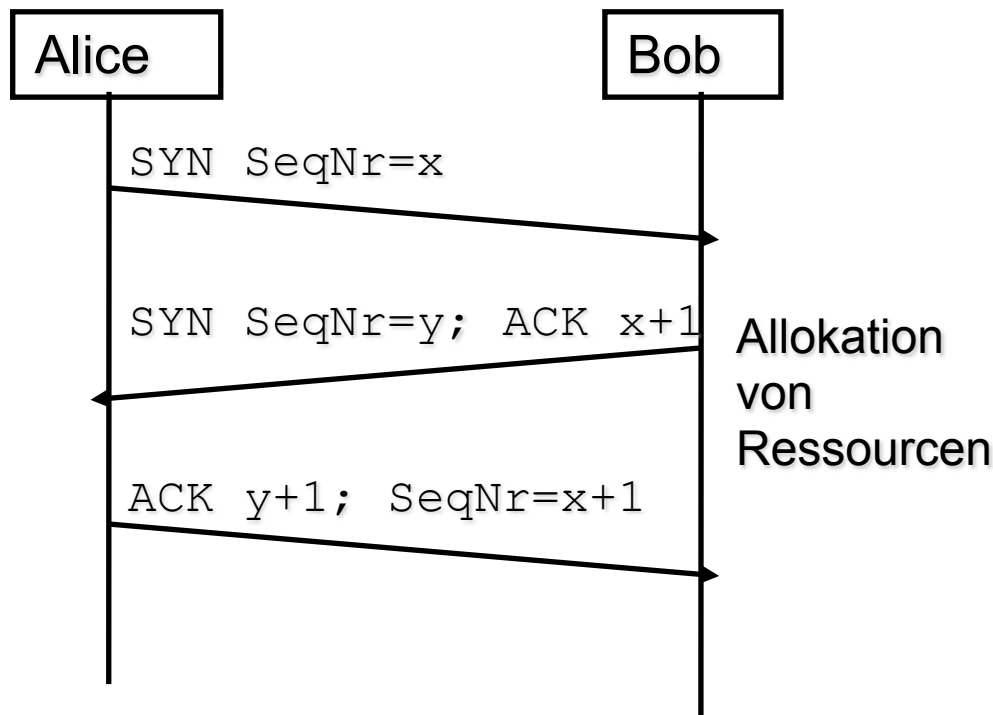 Alice
Bob
SYN SeqNr=x
SYN SeqNr=y; ACK x+1
Allokation
von
Ressourcen
ACK y+1; SeqNr=x+1